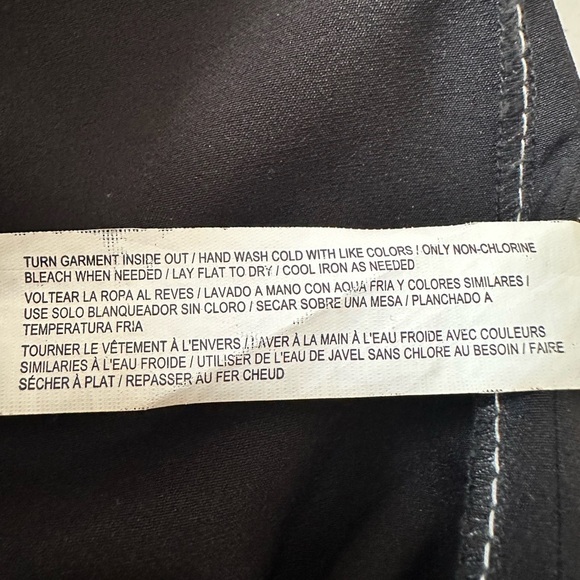 TURN GARMENT INSIDE OUT / HAND WASH COLD WITH LIKE COLORS / ONLY NON-CHLORINE
BLEACH WHEN NEEDED / LAY FLAT TO DRY / COOL IRON AS NEEDED
VOLTEAR LA ROPA AL REVES / LAVADO A MANO CON AQUA FRIA Y COLORES SIMILARES /
USE SOLO BLANQUEADOR SIN CLORO / SECAR SOBRE UNA MESA / PLANCHADO A
TEMPERATURA FRIA
TOURNER LE VÊTEMENT À L'ENVERS / LAVER À LA MAIN À L'EAU FROIDE AVEC COULEURS
SIMILARIES À L'EAU FROIDE / UTILISER DE L'EAU DE JAVEL SANS CHLORE AU BESOIN / FAIRE
SÉCHER À PLAT / REPASSER AU FER CHEUD